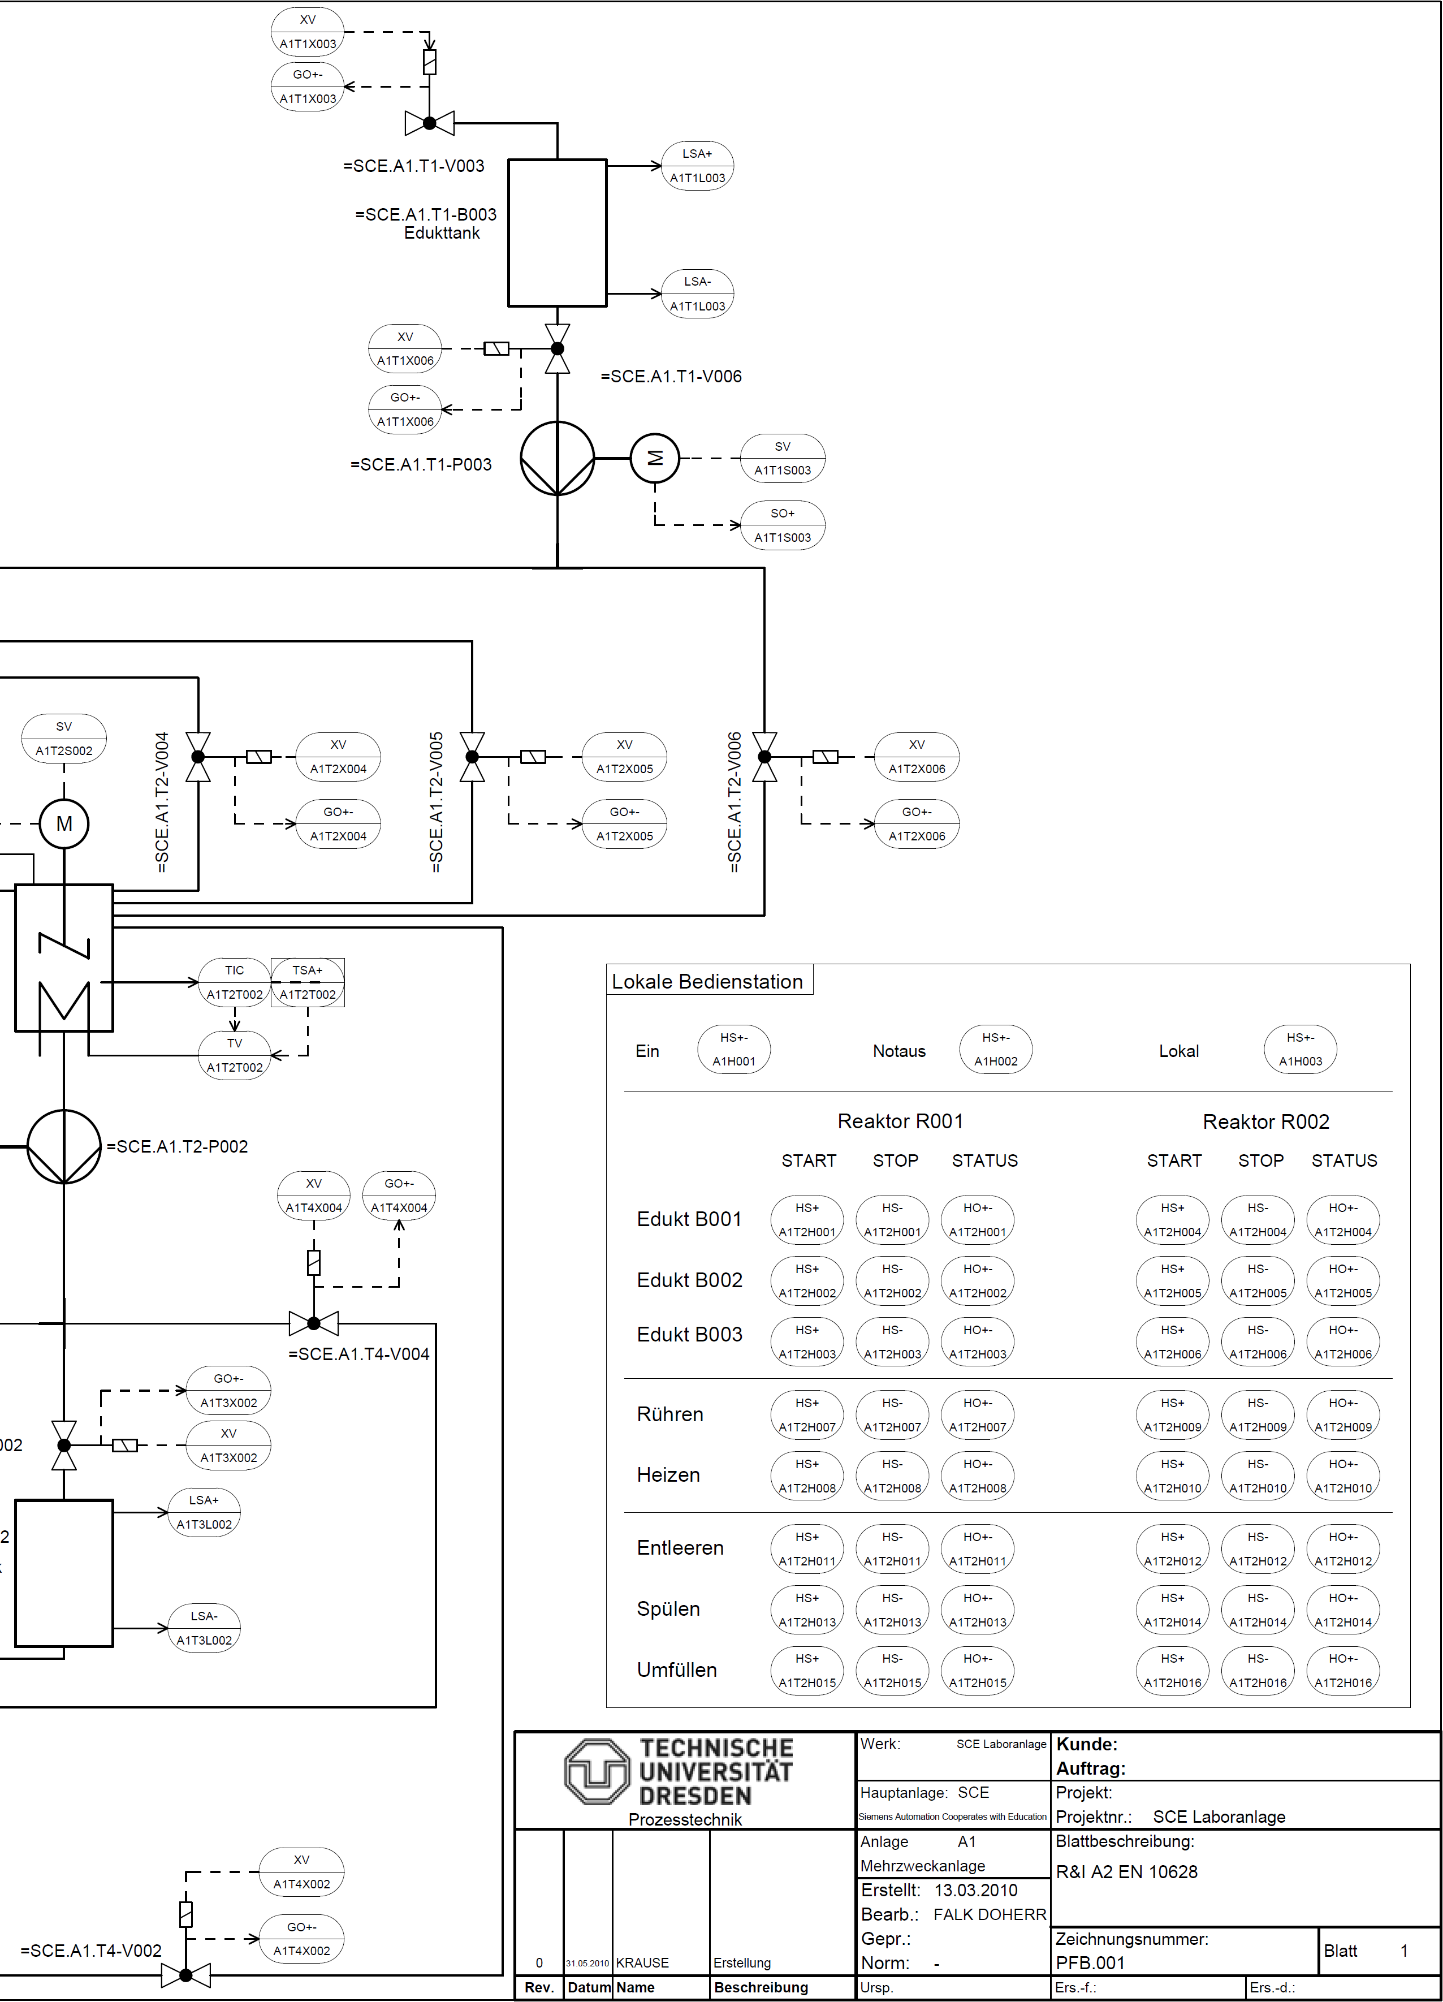 XV
A1T1X003
GO+-
A1T1X003
=SCE.A1.T1-V003
LSA+
A1T1L003
=SCE.A1.T1-B003
Edukttank
LSA-
A1T1L003
XV
A1T1X006
=SCE.A1.T1-V006
GO+-
A1T1X006
=SCE.A1.T1-P003
M
SV
A1T1S003
SO+
A1T1S003
SV
A1T2S002
M
=SCE.A1.T2-V004
XV
A1T2X004
GO+-
A1T2X004
=SCE.A1.T2-V005
XV
A1T2X005
GO+-
A1T2X005
=SCE.A1.T2-V006
XV
A1T2X006
GO+-
A1T2X006
TIC
A1T2T002
TSA+
A1T2T002
TV
A1T2T002
=SCE.A1.T2-P002
XV
A1T4X004
GO+-
A1T4X004
=SCE.A1.T4-V004
GO+-
A1T3X002
XV
A1T3X002
002
LSA+
A1T3L002
2
LSA-
A1T3L002
XV
A1T4X002
GO+-
A1T4X002
=SCE.A1.T4-V002
Lokale Bedienstation
Ein HS+- A1H001 Notaus HS+- A1H002 Lokal HS+- A1H003
Reaktor R001 Reaktor R002
START STOP STATUS START STOP STATUS
HS+ HS- HO+- HS+ HS- HO+-
Edukt B001
A1T2H001 A1T2H001 A1T2H001 A1T2H004 A1T2H004 A1T2H004
HS+ HS- HO+- HS+ HS- HO+-
Edukt B002
A1T2H002 A1T2H002 A1T2H002 A1T2H005 A1T2H005 A1T2H005
HS+ HS- HO+- HS+ HS- HO+-
Edukt B003
A1T2H003 A1T2H003 A1T2H003 A1T2H006 A1T2H006 A1T2H006
HS+ HS- HO+- HS+ HS- HO+-
Rühren
A1T2H007 A1T2H007 A1T2H007 A1T2H009 A1T2H009 A1T2H009
HS+ HS- HO+- HS+ HS- HO+-
Heizen
A1T2H008 A1T2H008 A1T2H008 A1T2H010 A1T2H010 A1T2H010
HS+ HS- HO+- HS+ HS- HO+-
Entleeren
A1T2H011 A1T2H011 A1T2H011 A1T2H012 A1T2H012 A1T2H012
HS+ HS- HO+- HS+ HS- HO+-
Spülen
A1T2H013 A1T2H013 A1T2H013 A1T2H014 A1T2H014 A1T2H014
HS+ HS- HO+- HS+ HS- HO+-
Umfüllen
A1T2H015 A1T2H015 A1T2H015 A1T2H016 A1T2H016 A1T2H016
TECHNISCHE
UNIVERSITÄT
DRESDEN
Prozesstechnik
Werk: SCE Laboranlage
Hauptanlage: SCE
Siemens Automation Cooperates with Education
Anlage A1
Mehrzweckanlage
Erstellt: 13.03.2010
Bearb.: FALK DOHERR
Gepr.:
Norm: -
Ursp.
Kunde:
Auftrag:
Projekt:
Projektnr.: SCE Laboranlage
Blattbeschreibung:
R&I A2 EN 10628
Zeichnungsnummer:
PFB.001
Blatt 1
Ers.-f.: Ers.-d.:
0 31.05.2010 KRAUSE Erstellung
Rev. Datum Name Beschreibung